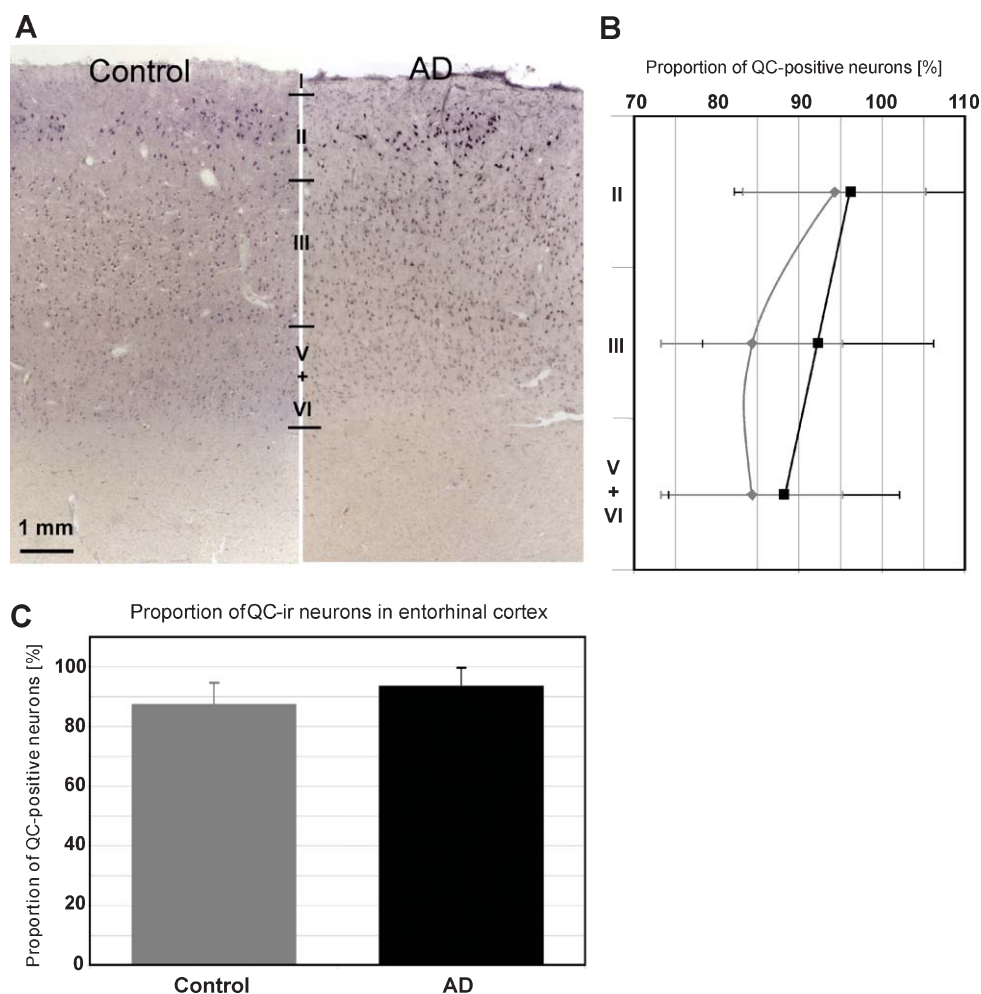 A
Control
AD
I
II
III
V
+
VI
1 mm
B
Proportion of QC-positive neurons [%]
70 80 90 100 110
II
III
V
+
VI
C
Proportion of QC-ir neurons in entorhinal cortex
Proportion of QC-positive neurons [%]
100
80
60
40
20
0
Control AD